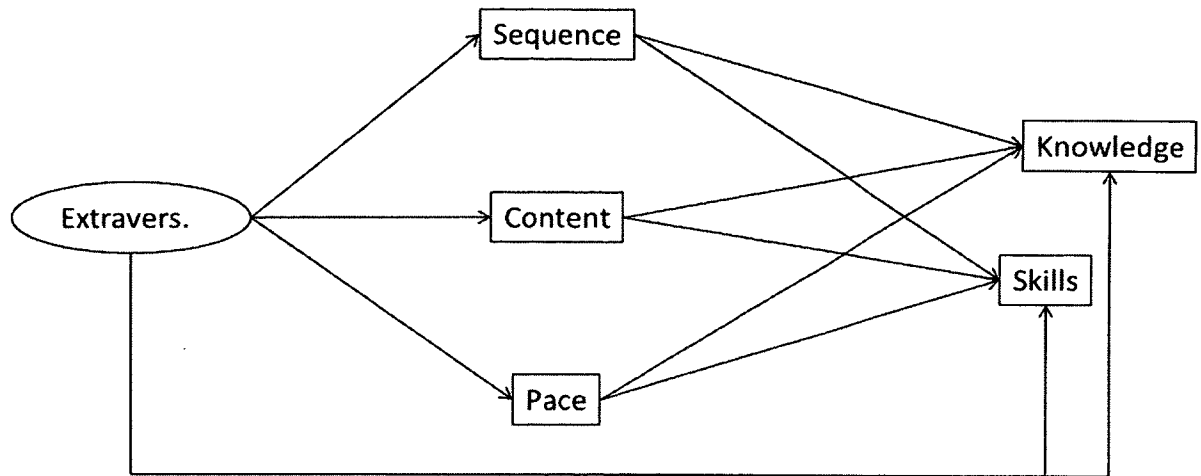 Sequence
Knowledge
Extravers.
Content
Skills
Pace